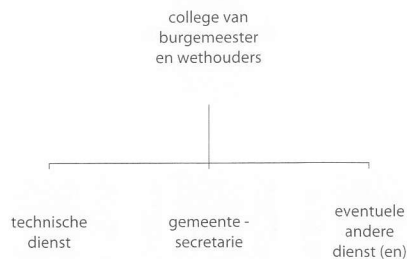 college van
burgemeester
en wethouders
technische
dienst
gemeente -
secretarie
eventuele
andere
dienst (en)